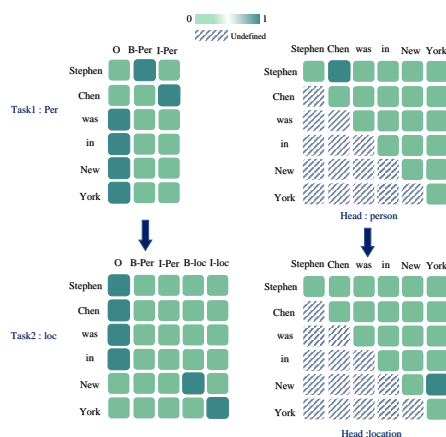 0 1
Undefined
O B-Per I-Per
Stephen
Chen
was
in
New
York
Task1 : Per
Stephen Chen was in New York
Stephen
Chen
was
in
New
York
Head : person
O B-Per I-Per B-loc I-loc
Stephen
Chen
was
in
New
York
Task2 : loc
Stephen Chen was in New York
Stephen
Chen
was
in
New
York
Head :location